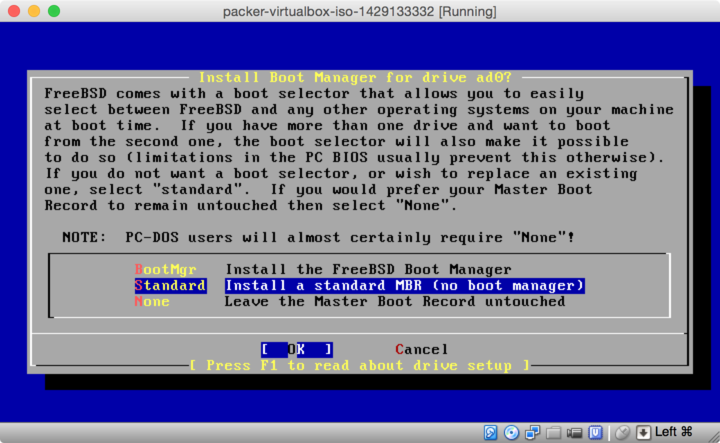 packer-virtualbox-iso-1429133332 [Running]
Install Boot Manager for drive ad0?
FreeBSD comes with a boot selector that allows you to easily
select between FreeBSD and any other operating systems on your machine
at boot time.  If you have more than one drive and want to boot
from the second one, the boot selector will also make it possible
to do so (limitations in the PC BIOS usually prevent this otherwise).
If you do not want a boot selector, or wish to replace an existing
one, select "standard".  If you would prefer your Master Boot
Record to remain untouched then select "None".
NOTE:  PC-DOS users will almost certainly require "None"!
BootMgr   Install the FreeBSD Boot Manager
Standard  Install a standard MBR (no boot manager)
None      Leave the Master Boot Record untouched
[  OK  ]       Cancel
[ Press F1 to read about drive setup ]
Left ⌘